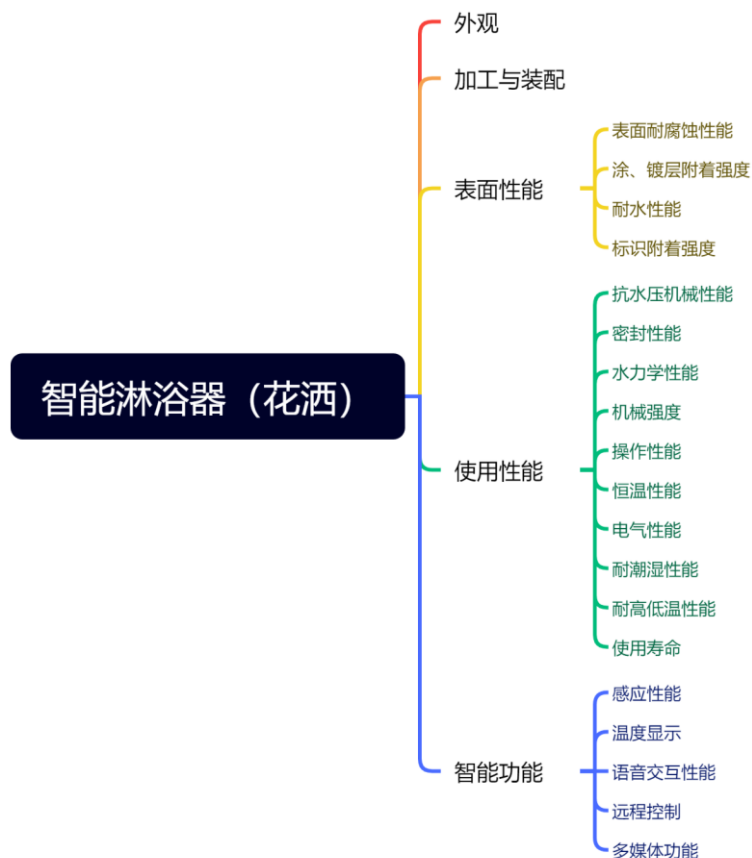 智能淋浴器（花洒）
外观
加工与装配
表面性能
表面耐腐蚀性能
涂、镀层附着强度
耐水性能
标识附着强度
使用性能
抗水压机械性能
密封性能
水力学性能
机械强度
操作性能
恒温性能
电气性能
耐潮湿性能
耐高低温性能
使用寿命
智能功能
感应性能
温度显示
语音交互性能
远程控制
多媒体功能